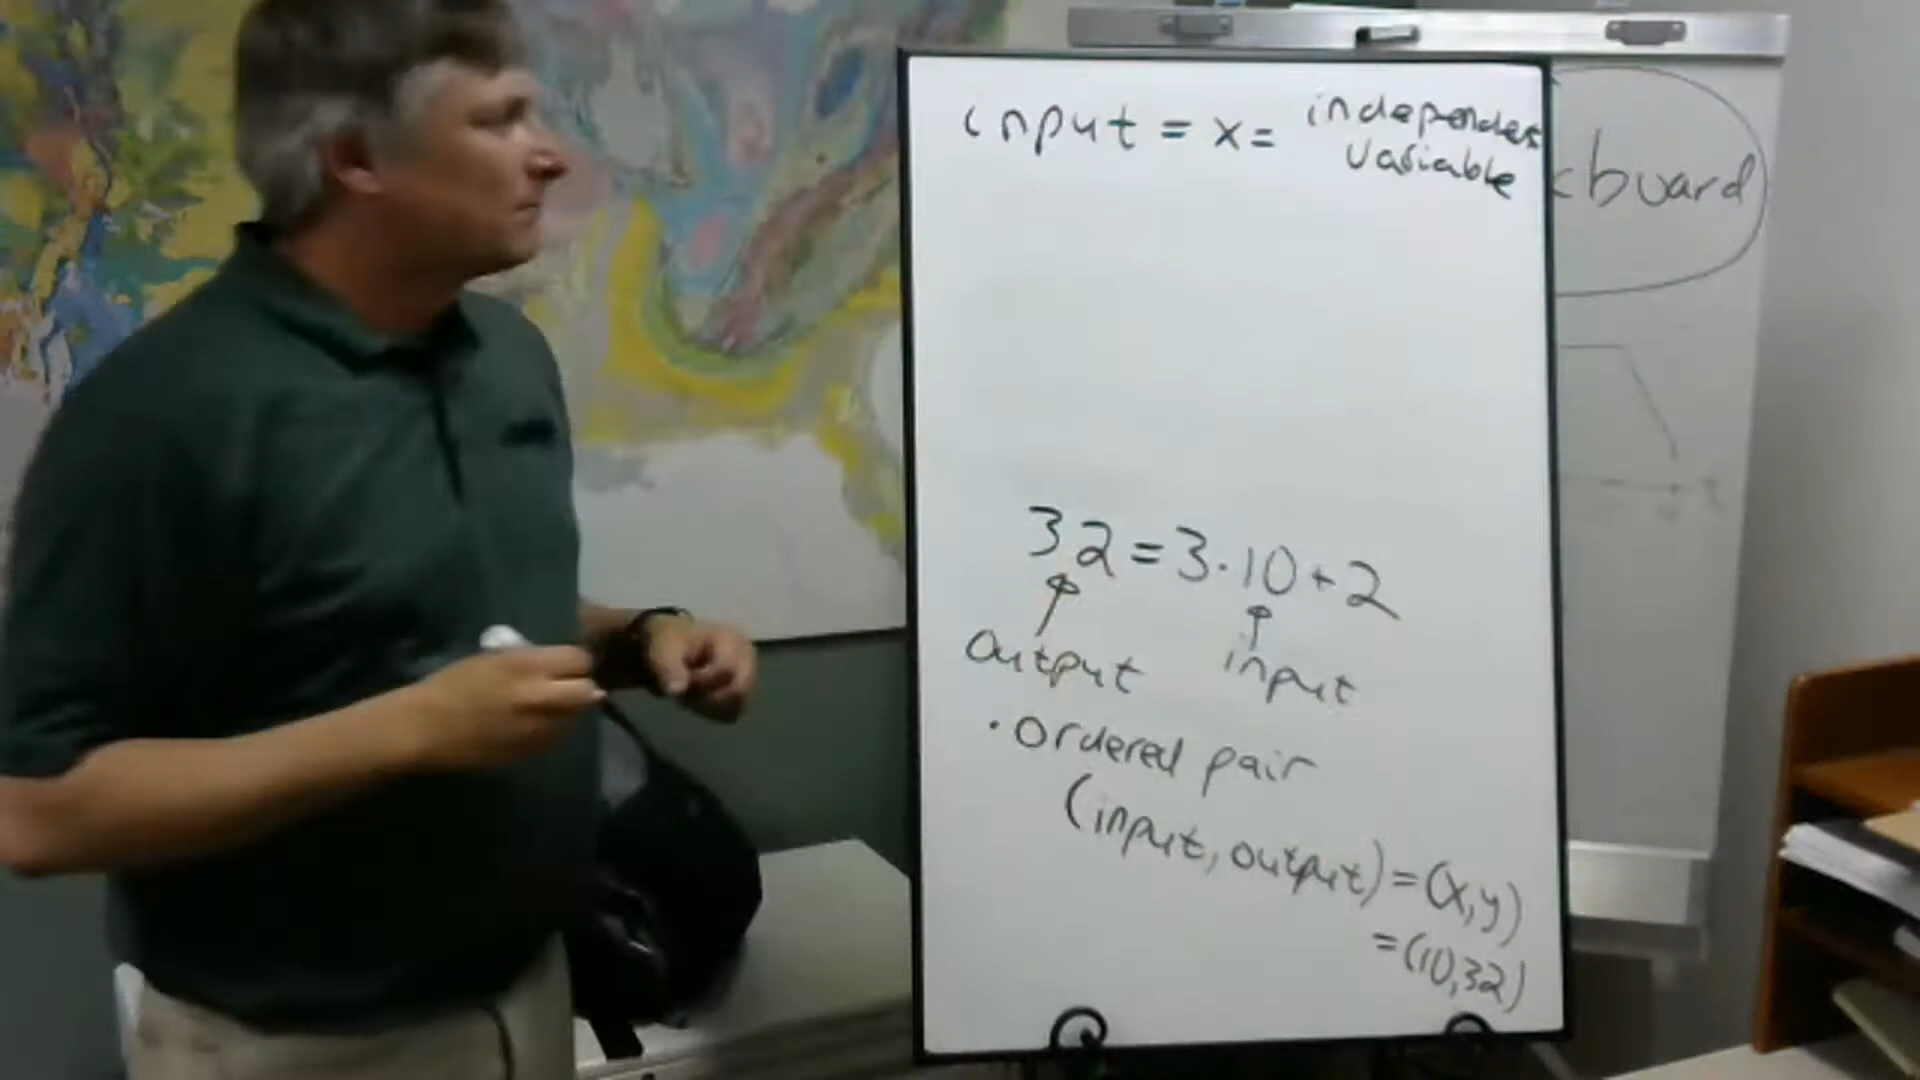 input = x = independent
variable
32 = 3·10+2
output input
· ordered pair
(input, output) = (x,y)
= (10,32)